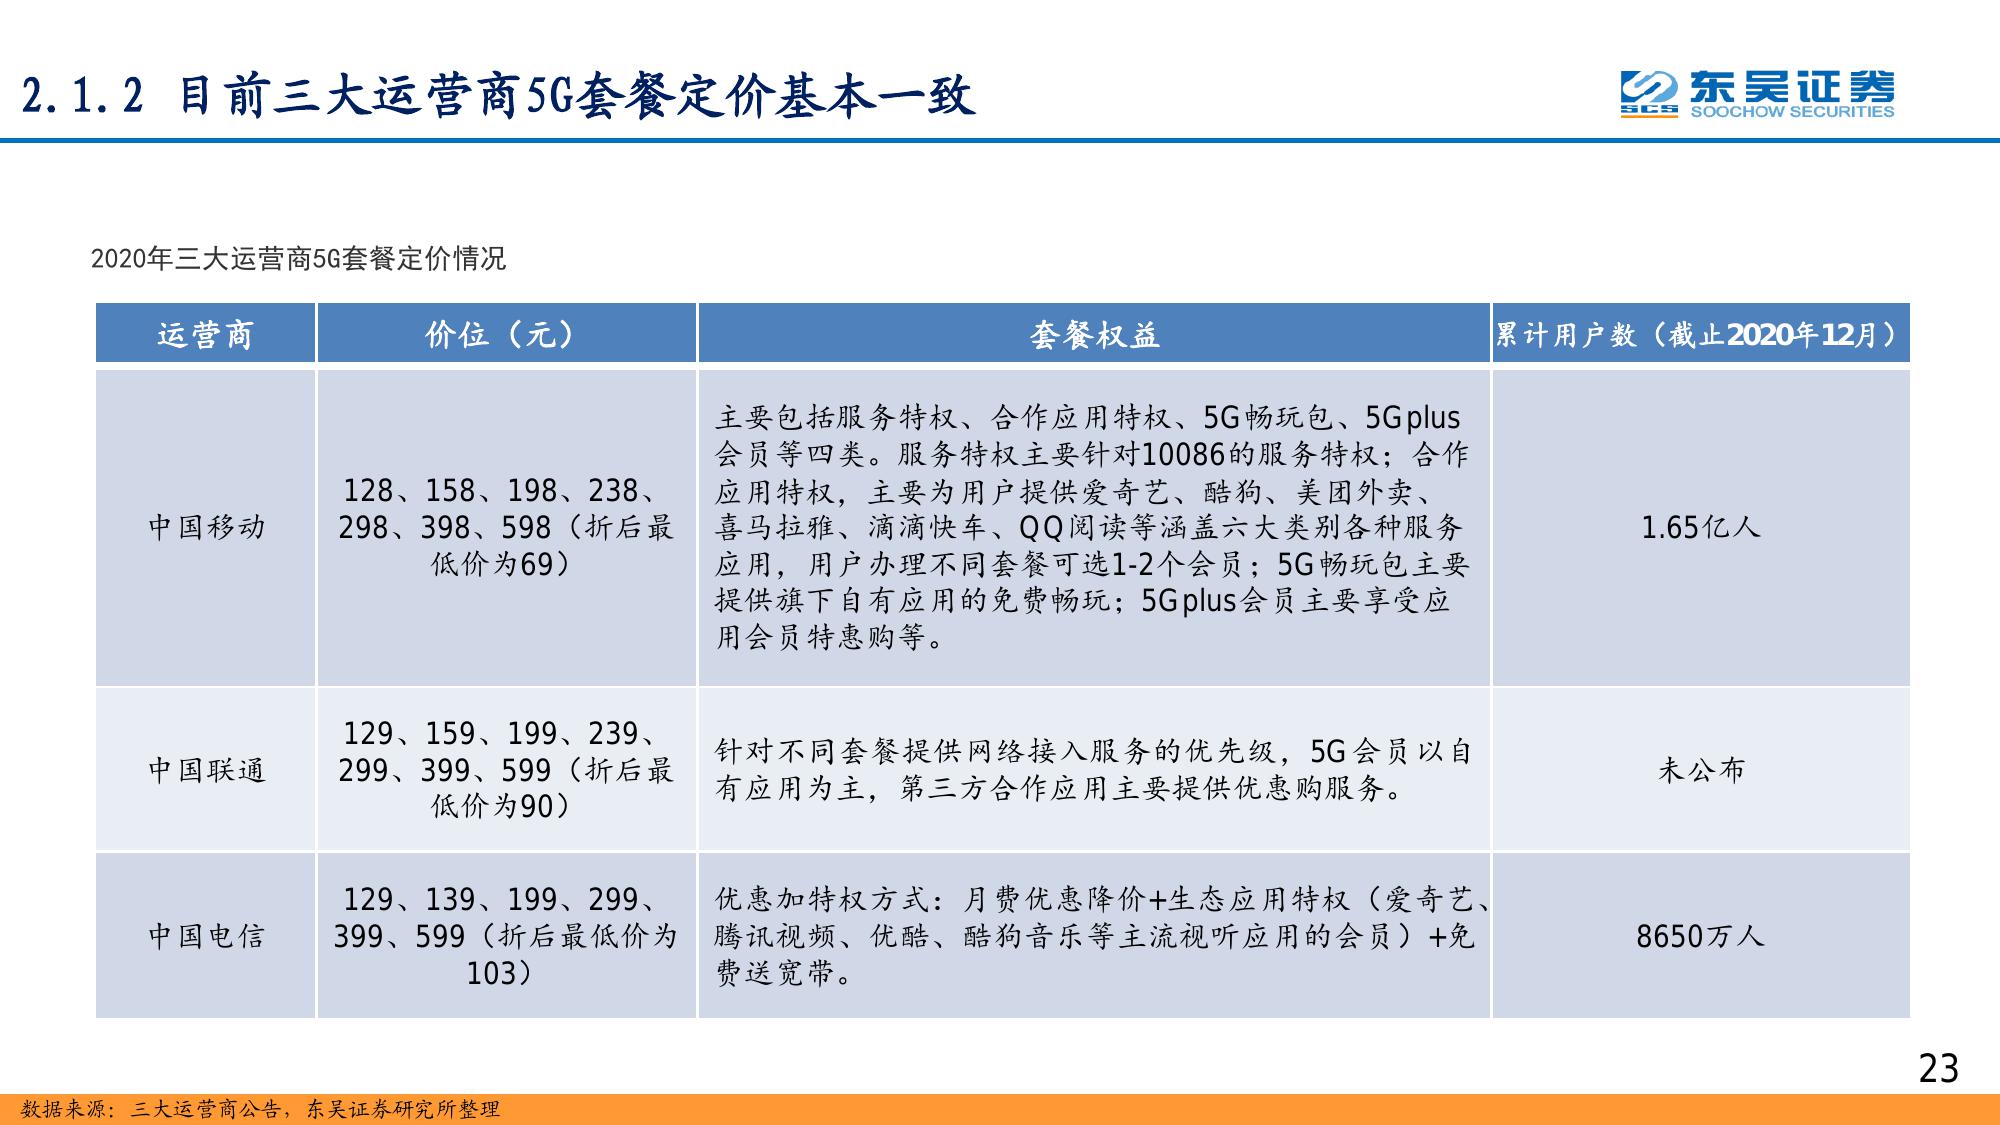 2.1.2 目前三大运营商5G套餐定价基本一致
东吴证券
SCS
SOOCHOW SECURITIES
2020年三大运营商5G套餐定价情况
运营商
价位（元）
套餐权益
累计用户数（截止2020年12月）
中国移动
128、158、198、238、
298、398、598（折后最
低价为69）
主要包括服务特权、合作应用特权、5G畅玩包、5Gplus
会员等四类。服务特权主要针对10086的服务特权；合作
应用特权，主要为用户提供爱奇艺、酷狗、美团外卖、
喜马拉雅、滴滴快车、QQ阅读等涵盖六大类别各种服务
应用，用户办理不同套餐可选1-2个会员；5G畅玩包主要
提供旗下自有应用的免费畅玩；5Gplus会员主要享受应
用会员特惠购等。
1.65亿人
中国联通
129、159、199、239、
299、399、599（折后最
低价为90）
针对不同套餐提供网络接入服务的优先级，5G会员以自
有应用为主，第三方合作应用主要提供优惠购服务。
未公布
中国电信
129、139、199、299、
399、599（折后最低价为
103）
优惠加特权方式：月费优惠降价+生态应用特权（爱奇艺、
腾讯视频、优酷、酷狗音乐等主流视听应用的会员）+免
费送宽带。
8650万人
23
数据来源：三大运营商公告，东吴证券研究所整理